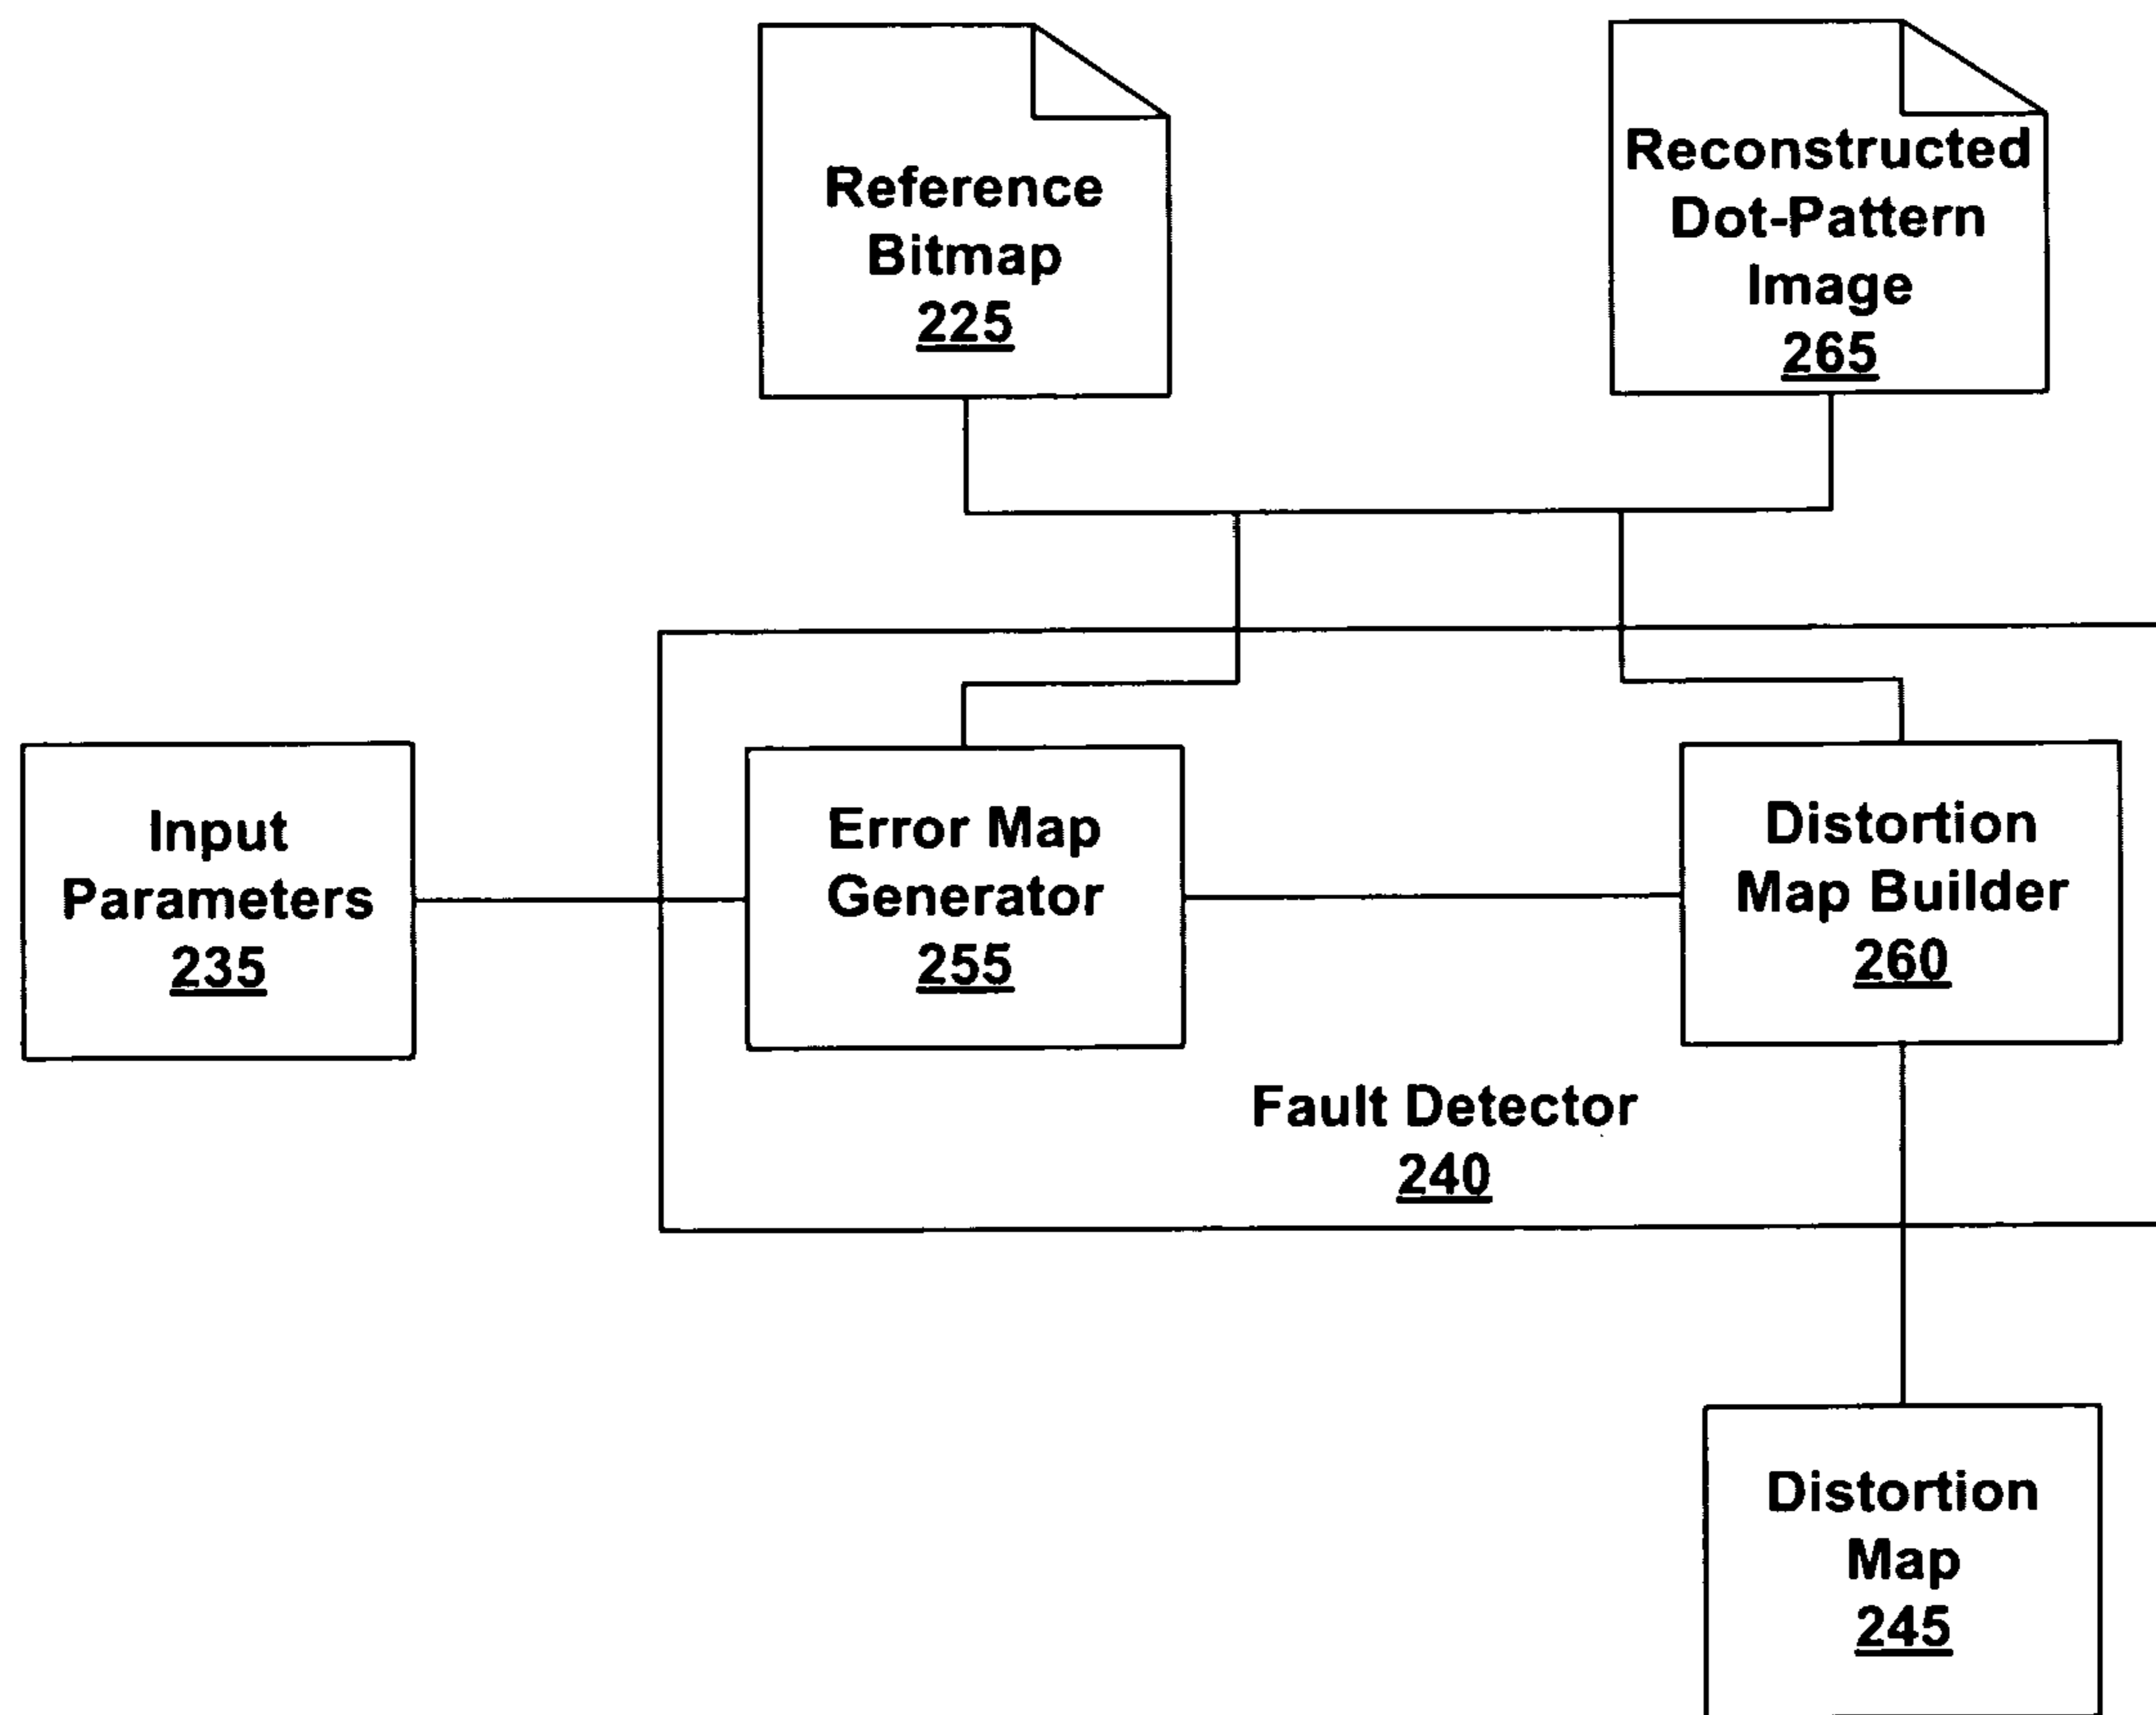 Reference
Bitmap
225
Reconstructed
Dot-Pattern
Image
265
Input
Parameters
235
Error Map
Generator
255
Distortion
Map Builder
260
Fault Detector
240
Distortion
Map
245